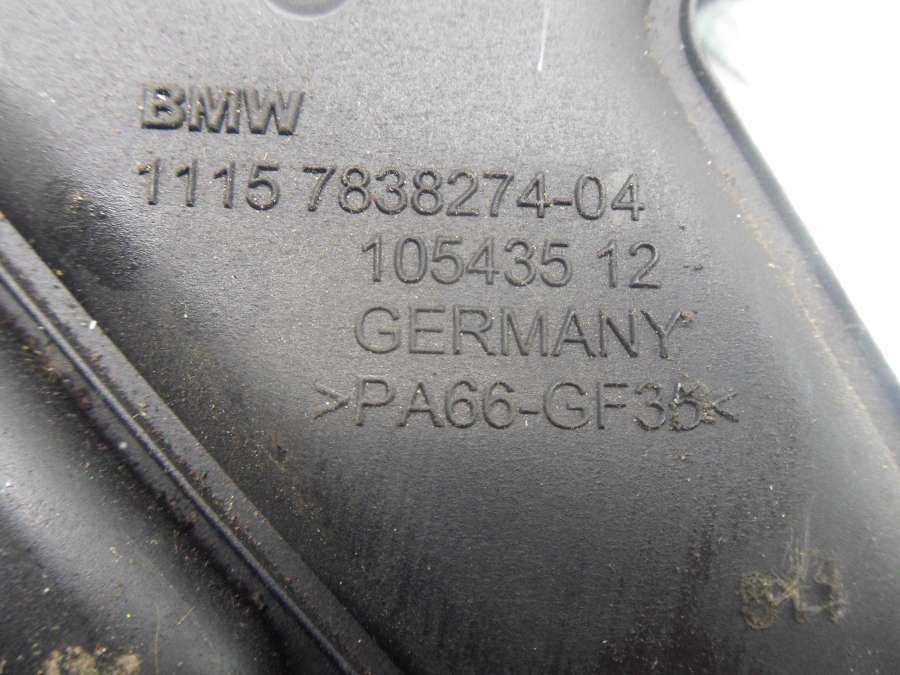 BMW
1115 7838274-04
105435 12
GERMANY
>PA66-GF35<